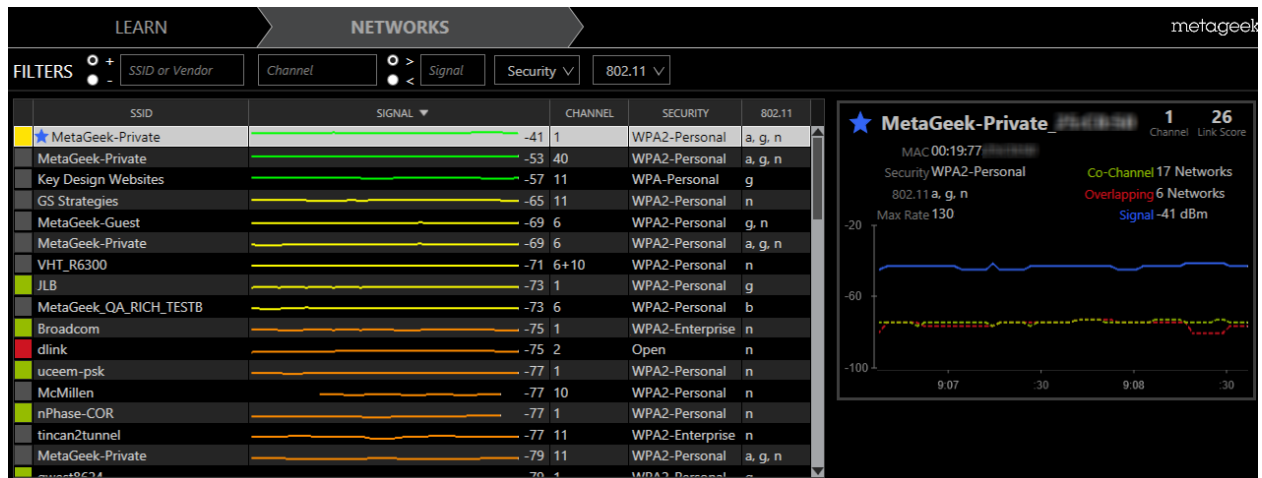 LEARN NETWORKS metageek
FILTERS + - SSID or Vendor Channel > < Signal Security 802.11
SSID SIGNAL CHANNEL SECURITY 802.11
MetaGeek-Private -41 1 WPA2-Personal a, g, n
MetaGeek-Private -53 40 WPA2-Personal a, g, n
Key Design Websites -57 11 WPA-Personal g
GS Strategies -65 11 WPA2-Personal n
MetaGeek-Guest -69 6 WPA2-Personal g, n
MetaGeek-Private -69 6 WPA2-Personal a, g, n
VHT_R6300 -71 6+10 WPA2-Personal n
JLB -73 1 WPA2-Personal g
MetaGeek_QA_RICH_TESTB -73 6 WPA2-Personal b
Broadcom -75 1 WPA2-Enterprise n
dlink -75 2 Open n
uceem-psk -77 1 WPA2-Personal n
McMillen -77 10 WPA2-Personal n
nPhase-COR -77 1 WPA2-Personal n
tincan2tunnel -77 11 WPA2-Enterprise n
MetaGeek-Private -79 11 WPA2-Personal a, g, n
MetaGeek-Private_ 1 26
Channel Link Score
MAC 00:19:77
Security WPA2-Personal Co-Channel 17 Networks
802.11 a, g, n Overlapping 6 Networks
Max Rate 130 Signal -41 dBm
-20
-60
-100
9:07 :30 9:08 :30